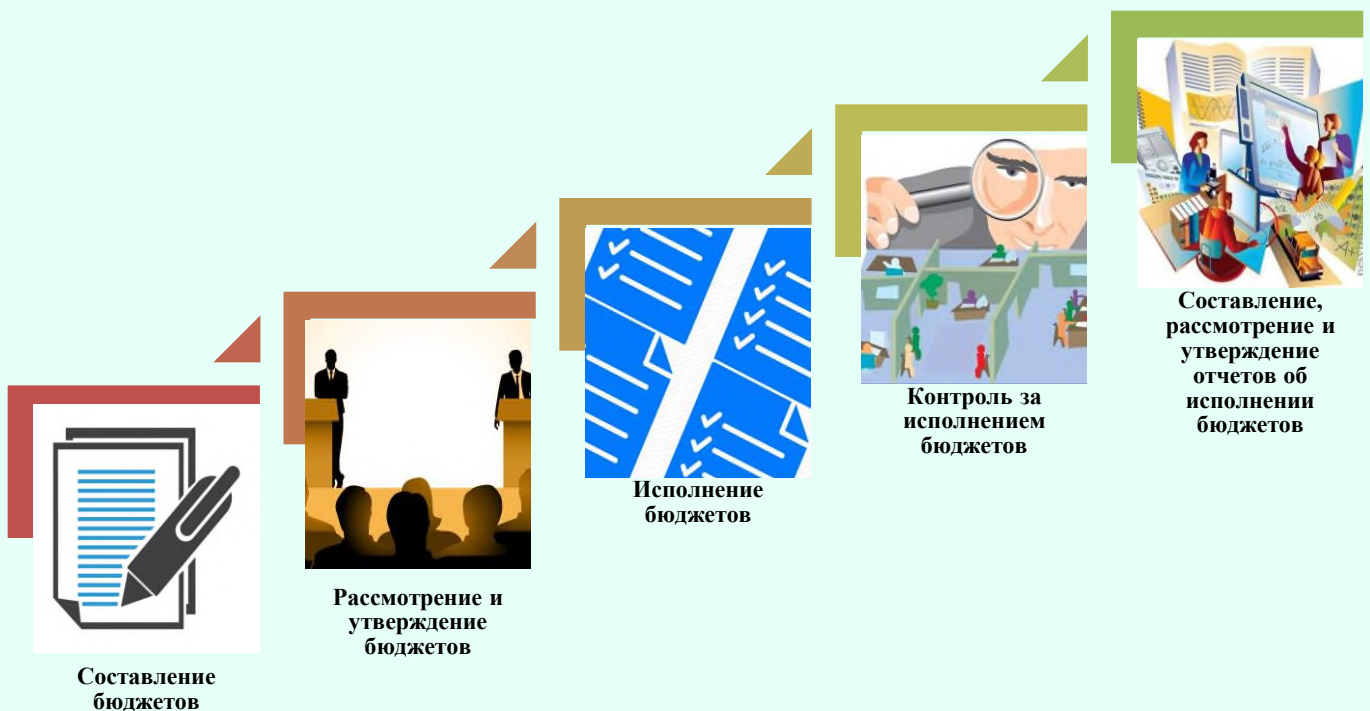 Составление
бюджетов
Рассмотрение и
утверждение
бюджетов
Исполнение
бюджетов
Контроль за
исполнением
бюджетов
Составление,
рассмотрение и
утверждение
отчетов об
исполнении
бюджетов